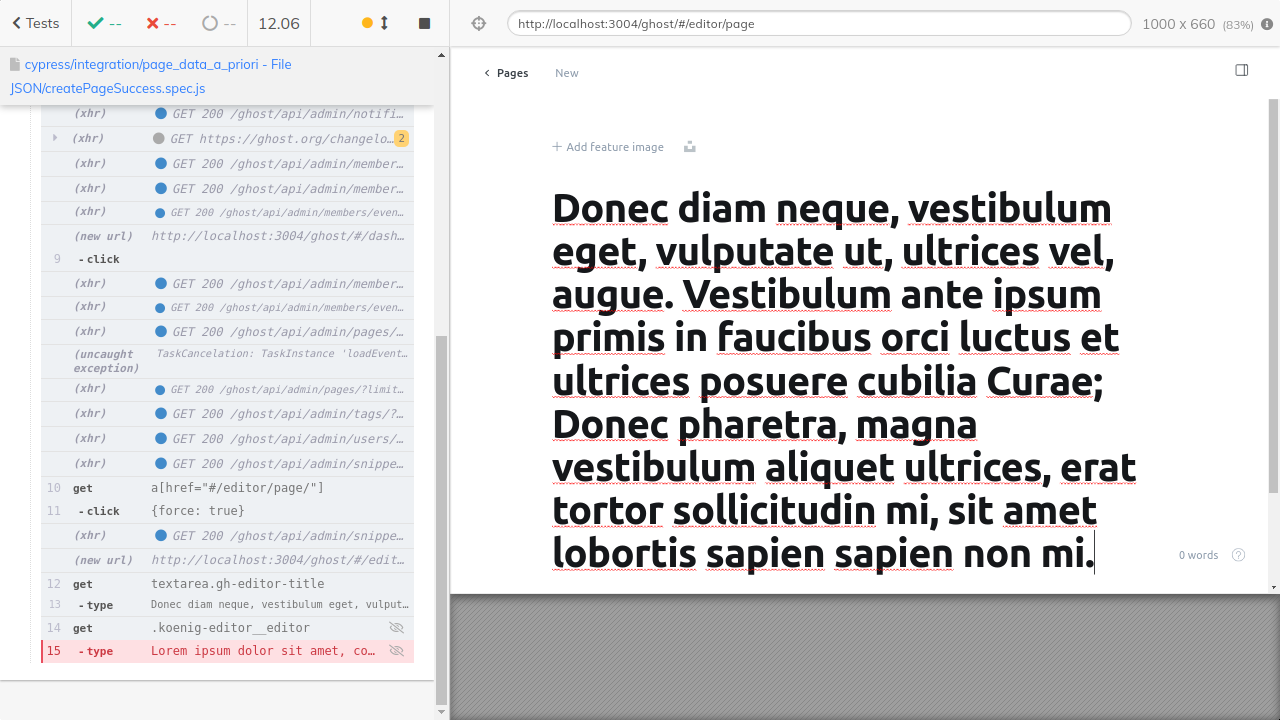 Tests
--
--
--
12.06
http://localhost:3004/ghost/#/editor/page
1000 x 660 (83%)
cypress/integration/page_data_a_priori - File
JSON/createPageSuccess.spec.js
(xhr) GET 200 /ghost/api/admin/notifi…
(xhr) GET https://ghost.org/changelo… 2
(xhr) GET 200 /ghost/api/admin/member…
(xhr) GET 200 /ghost/api/admin/member…
(xhr) GET 200 /ghost/api/admin/members/even…
(new url) http://localhost:3004/ghost/#/dash…
9 -click
(xhr) GET 200 /ghost/api/admin/member…
(xhr) GET 200 /ghost/api/admin/members/even…
(xhr) GET 200 /ghost/api/admin/pages/…
(uncaught exception) TaskCancelation: TaskInstance 'loadEvent…
(xhr) GET 200 /ghost/api/admin/pages/?limit…
(xhr) GET 200 /ghost/api/admin/tags/?…
(xhr) GET 200 /ghost/api/admin/users/…
(xhr) GET 200 /ghost/api/admin/snippe…
10 get a[href="#/editor/page/"]
11 -click {force: true}
(xhr) GET 200 /ghost/api/admin/snippe…
(new url) http://localhost:3004/ghost/#/edit…
12 get textarea.gh-editor-title
13 -type Donec diam neque, vestibulum eget, vulput…
14 get .koenig-editor__editor
15 -type Lorem ipsum dolor sit amet, co…
Pages
New
+ Add feature image
Donec diam neque, vestibulum
eget, vulputate ut, ultrices vel,
augue. Vestibulum ante ipsum
primis in faucibus orci luctus et
ultrices posuere cubilia Curae;
Donec pharetra, magna
vestibulum aliquet ultrices, erat
tortor sollicitudin mi, sit amet
lobortis sapien sapien non mi.
0 words ?